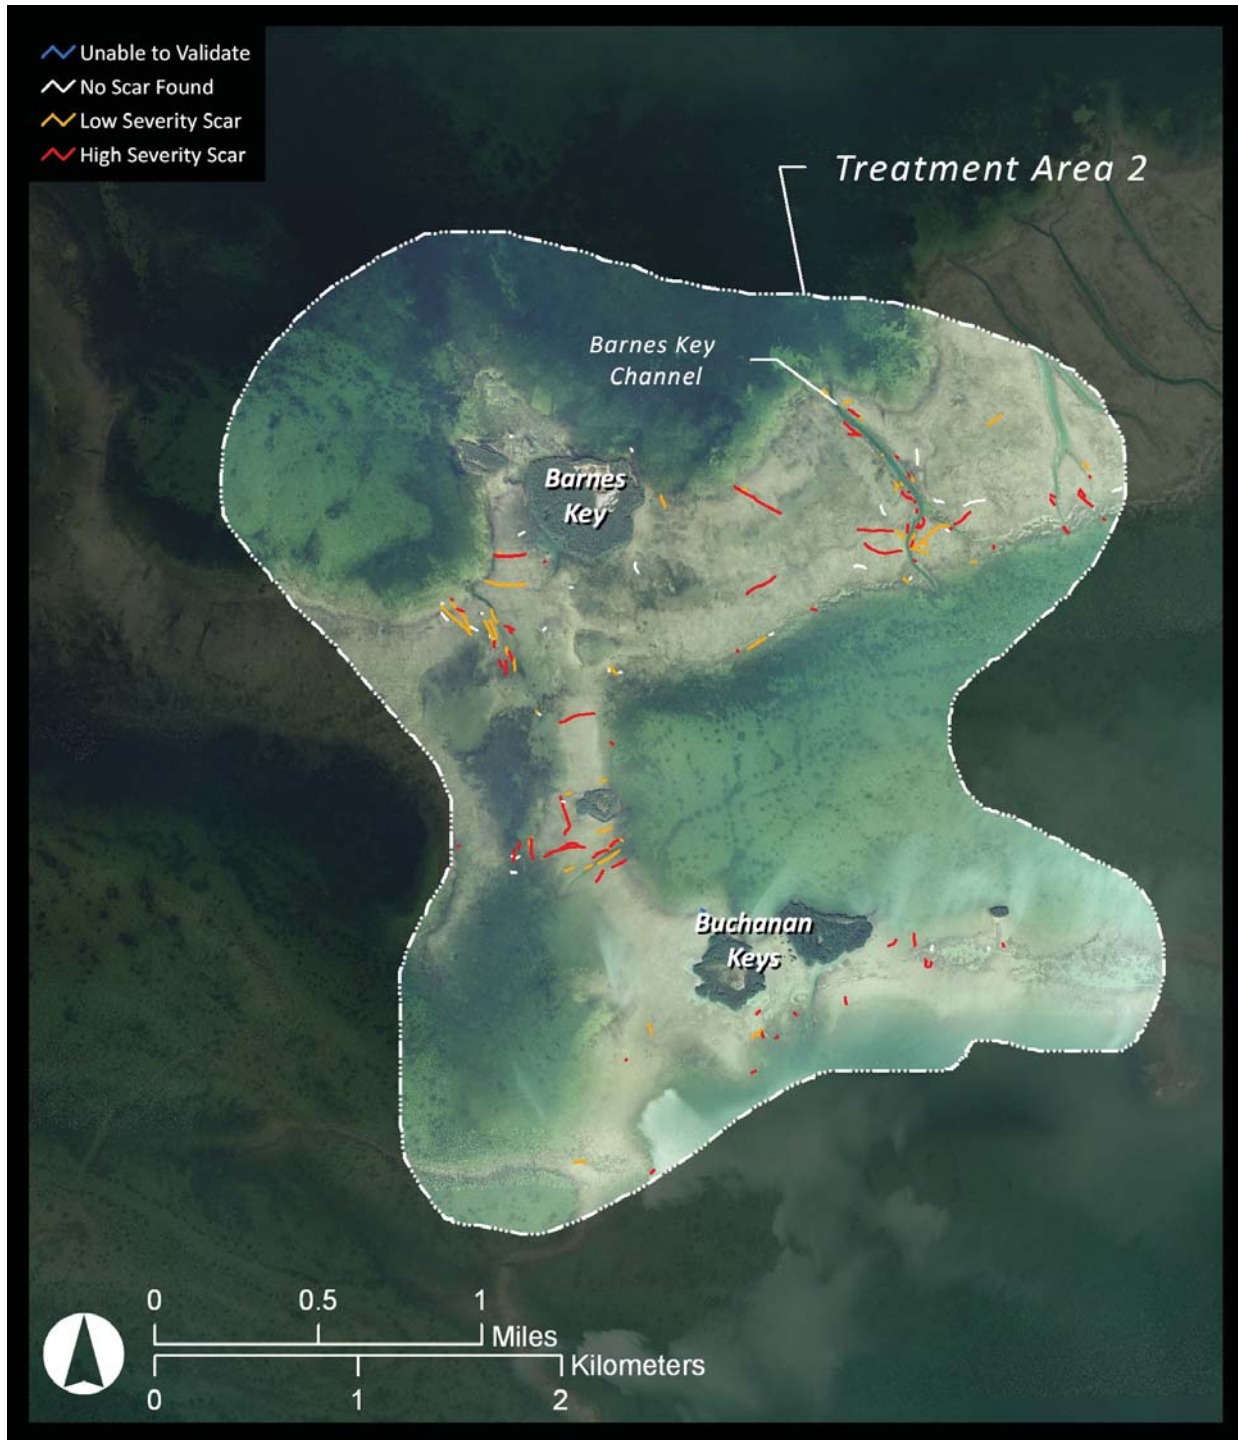 Unable to Validate
No Scar Found
Low Severity Scar
High Severity Scar
Treatment Area 2
Barnes Key
Channel
Barnes
Key
Buchanan
Keys
0 0.5 1
Miles
Kilometers
0 1 2